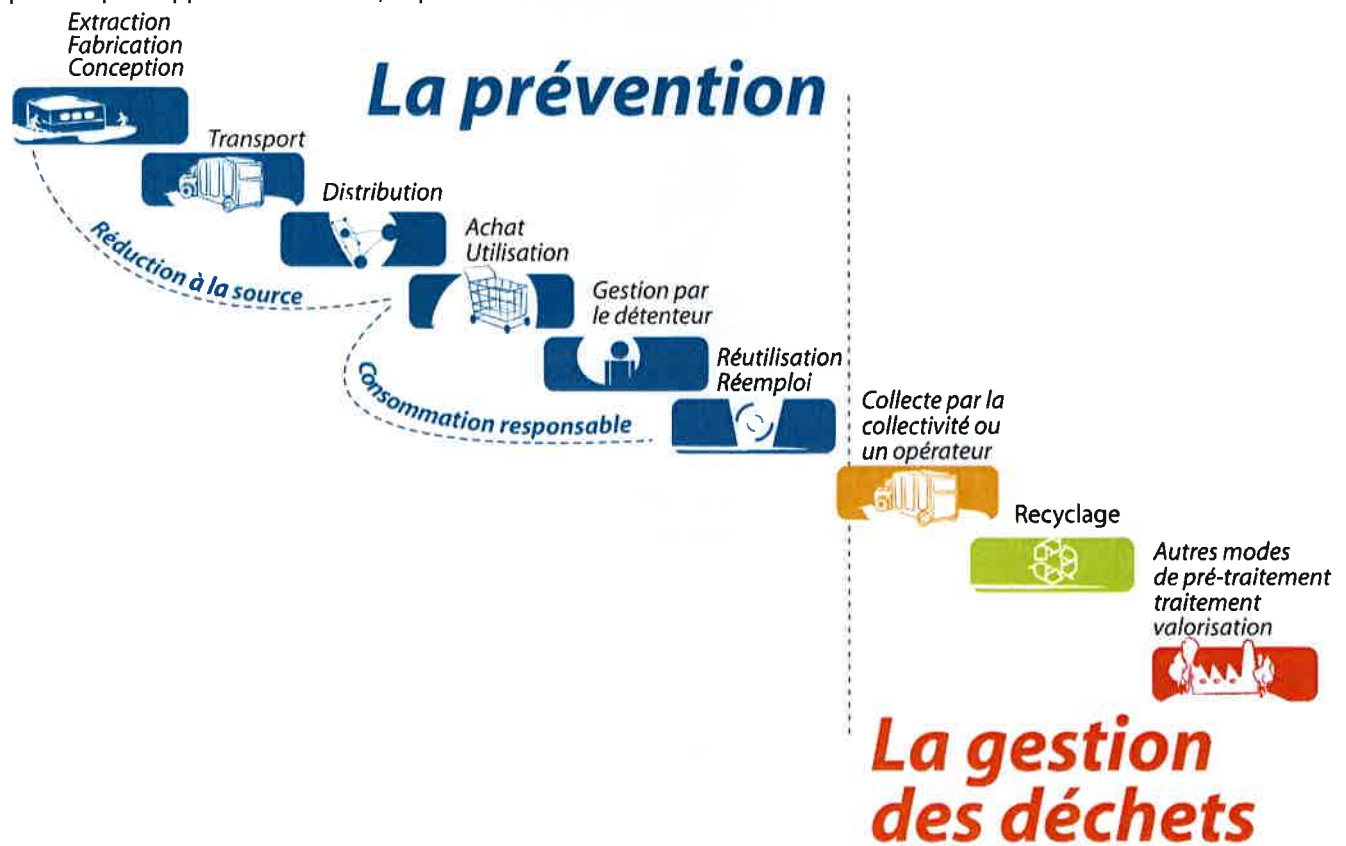 Extraction
Fabrication
Conception
La prévention
Transport
Distribution
Réduction à la source
Achat
Utilisation
Gestion par
le détenteur
Consommation responsable
Réutilisation
Réemploi
Collecte par la
collectivité ou
un opérateur
Recyclage
Autres modes
de pré-traitement
traitement
valorisation
La gestion
des déchets